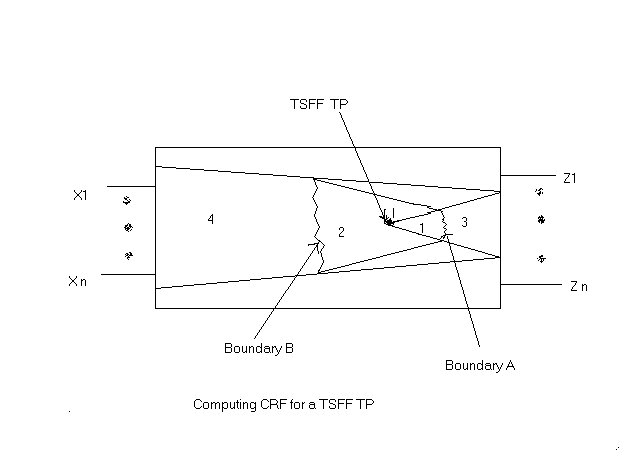 TSFF TP
X1
Z1
4
2
1
3
Xn
Zn
Boundary B
Boundary A
Computing CRF for a TSFF TP